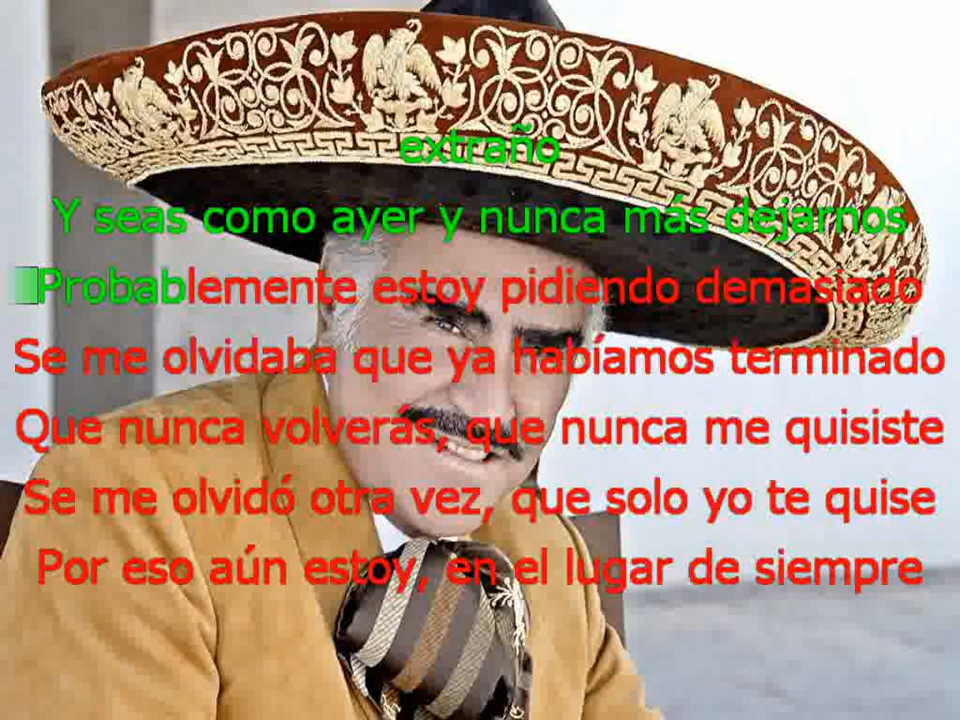 extraño
Y seas como ayer y nunca más dejarnos
Probablemente estoy pidiendo demasiado
Se me olvidaba que ya habíamos terminado
Que nunca volverás, que nunca me quisiste
Se me olvidó otra vez, que solo yo te quise
Por eso aún estoy, en el lugar de siempre